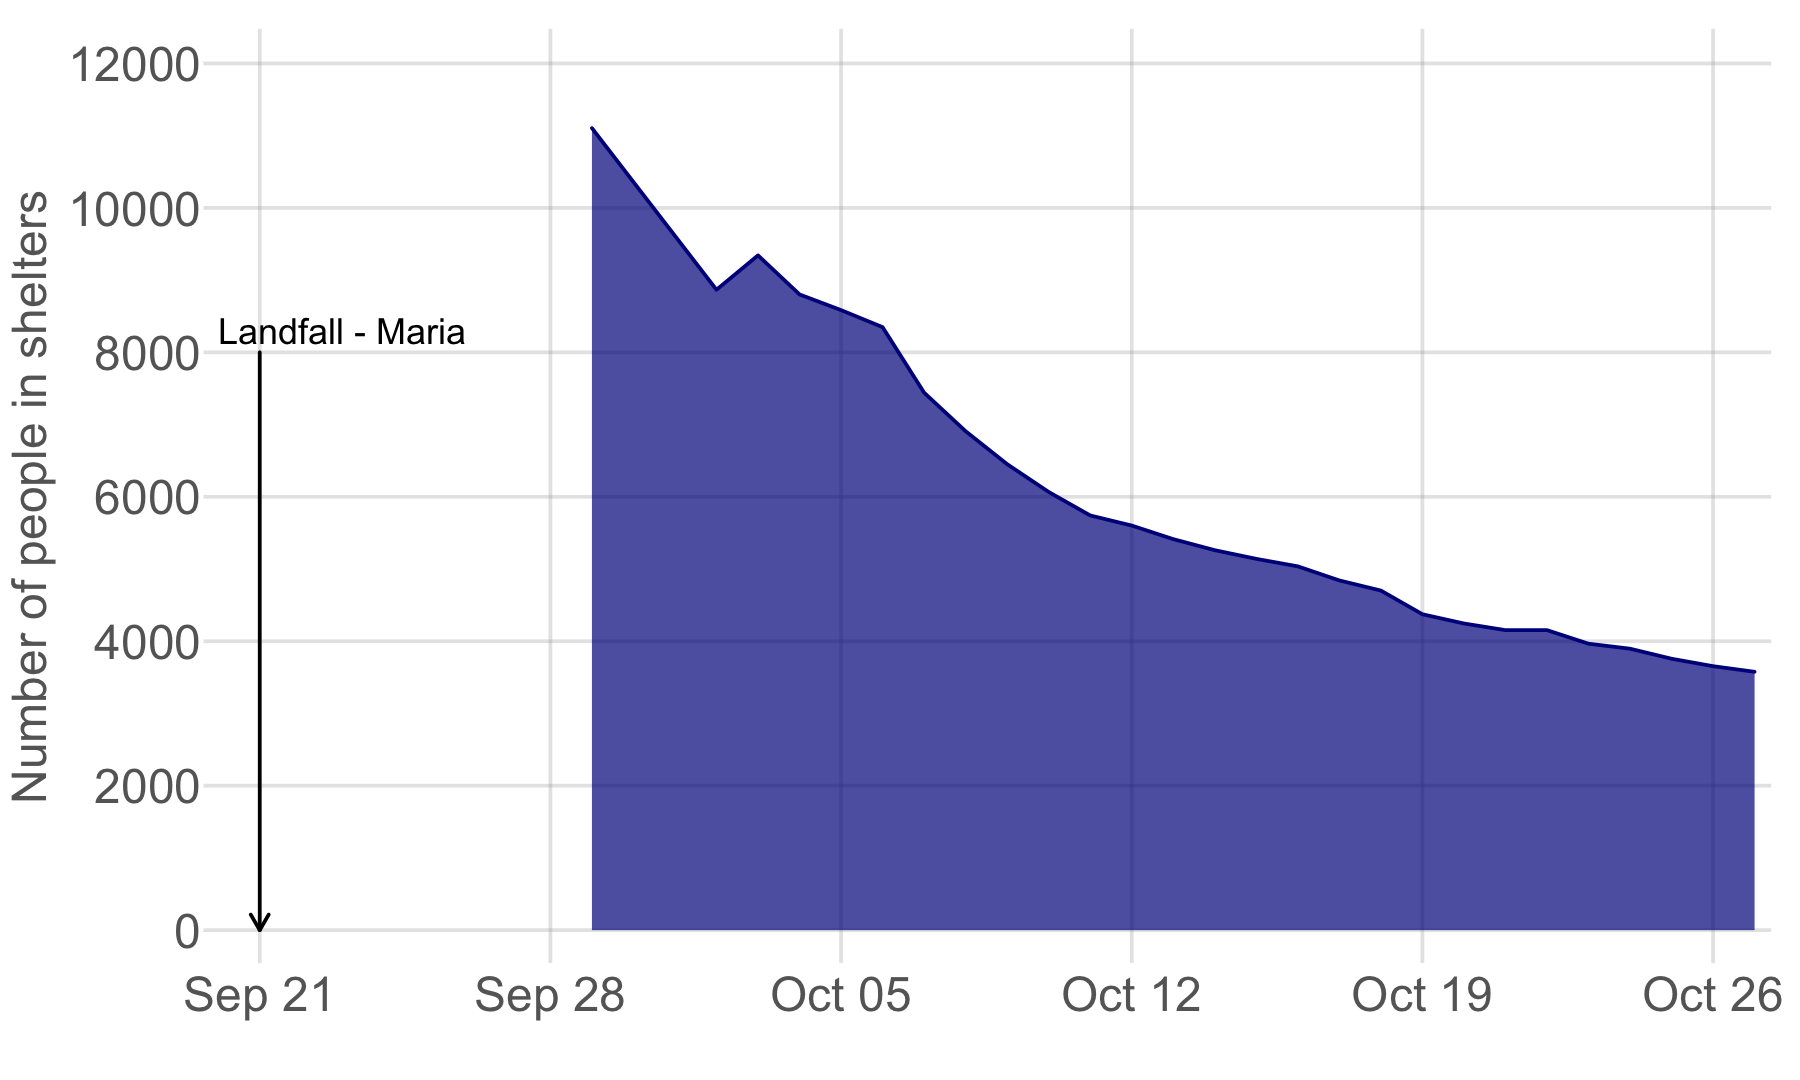 Number of people in shelters
12000
10000
8000
6000
4000
2000
0
Landfall - Maria
Sep 21
Sep 28
Oct 05
Oct 12
Oct 19
Oct 26